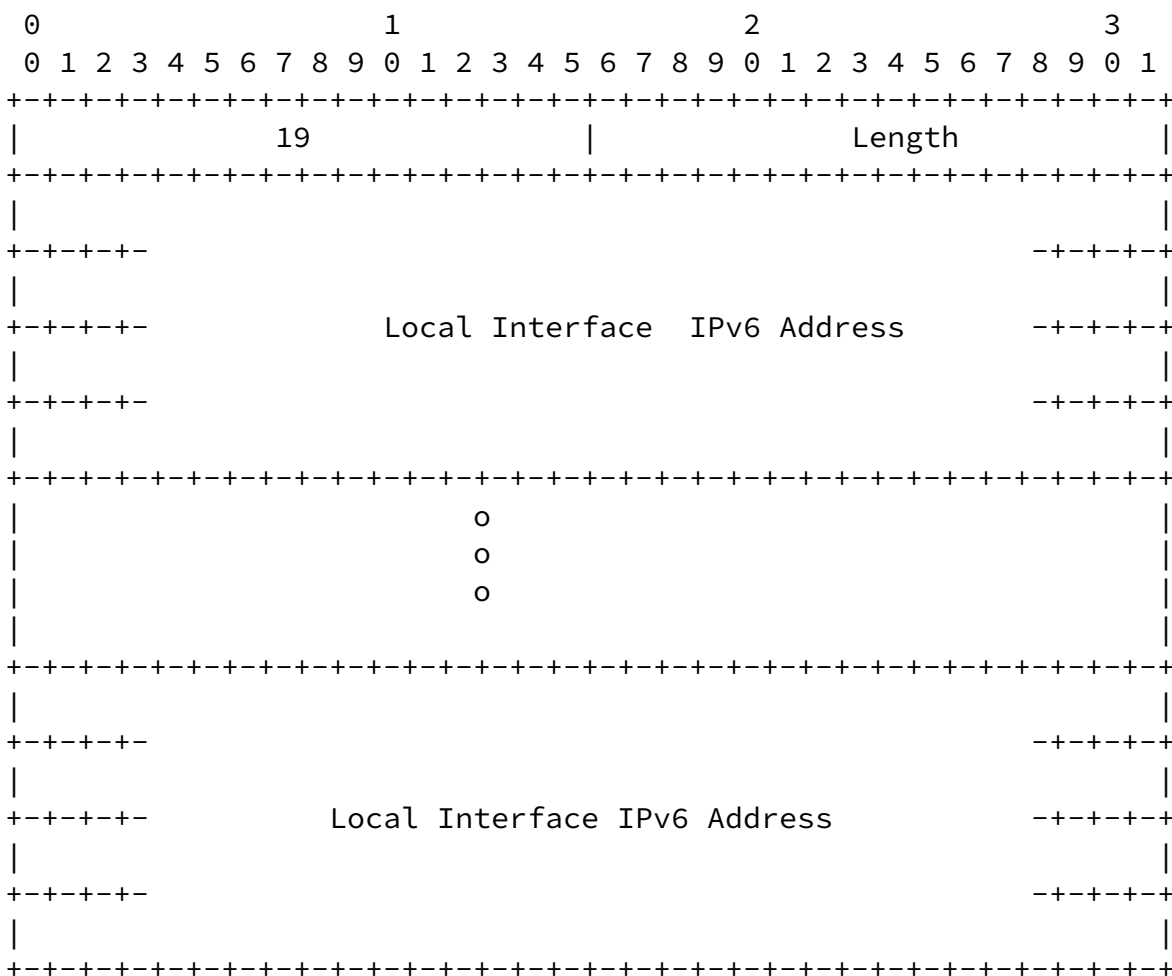 0                   1                   2                   3
 0 1 2 3 4 5 6 7 8 9 0 1 2 3 4 5 6 7 8 9 0 1 2 3 4 5 6 7 8 9 0 1
+-+-+-+-+-+-+-+-+-+-+-+-+-+-+-+-+-+-+-+-+-+-+-+-+-+-+-+-+-+-+-+-+
|              19               |              Length           |
+-+-+-+-+-+-+-+-+-+-+-+-+-+-+-+-+-+-+-+-+-+-+-+-+-+-+-+-+-+-+-+-+
|                                                               |
+-+-+-+-                                                 -+-+-+-+
|                                                               |
+-+-+-+-             Local Interface  IPv6 Address       -+-+-+-+
|                                                               |
+-+-+-+-                                                 -+-+-+-+
|                                                               |
+-+-+-+-+-+-+-+-+-+-+-+-+-+-+-+-+-+-+-+-+-+-+-+-+-+-+-+-+-+-+-+-+
|                         o                                     |
|                         o                                     |
|                         o                                     |
|                                                               |
+-+-+-+-+-+-+-+-+-+-+-+-+-+-+-+-+-+-+-+-+-+-+-+-+-+-+-+-+-+-+-+-+
|                                                               |
+-+-+-+-                                                 -+-+-+-+
|                                                               |
+-+-+-+-          Local Interface IPv6 Address           -+-+-+-+
|                                                               |
+-+-+-+-                                                 -+-+-+-+
|                                                               |
+-+-+-+-+-+-+-+-+-+-+-+-+-+-+-+-+-+-+-+-+-+-+-+-+-+-+-+-+-+-+-+-+